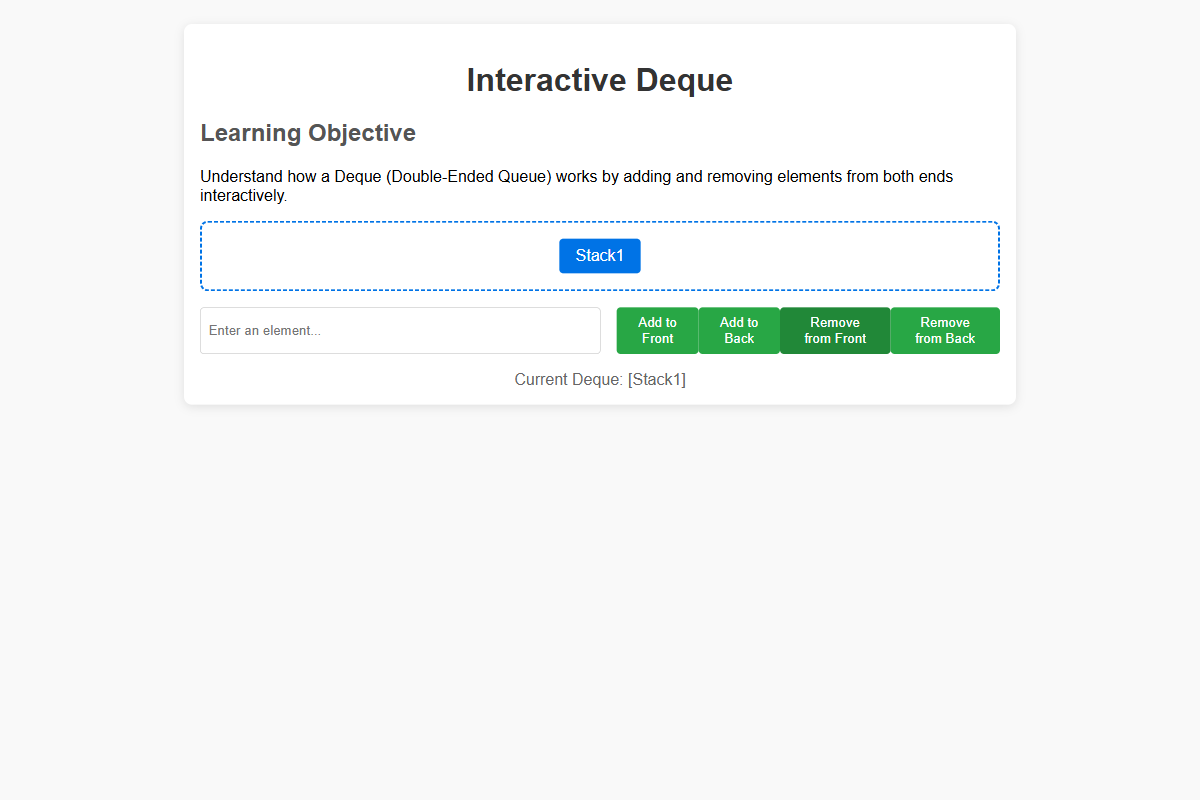 Interactive Deque
Learning Objective
Understand how a Deque (Double-Ended Queue) works by adding and removing elements from both ends
interactively.
Stack1
Enter an element...
Add to
Front
Add to
Back
Remove
from Front
Remove
from Back
Current Deque: [Stack1]